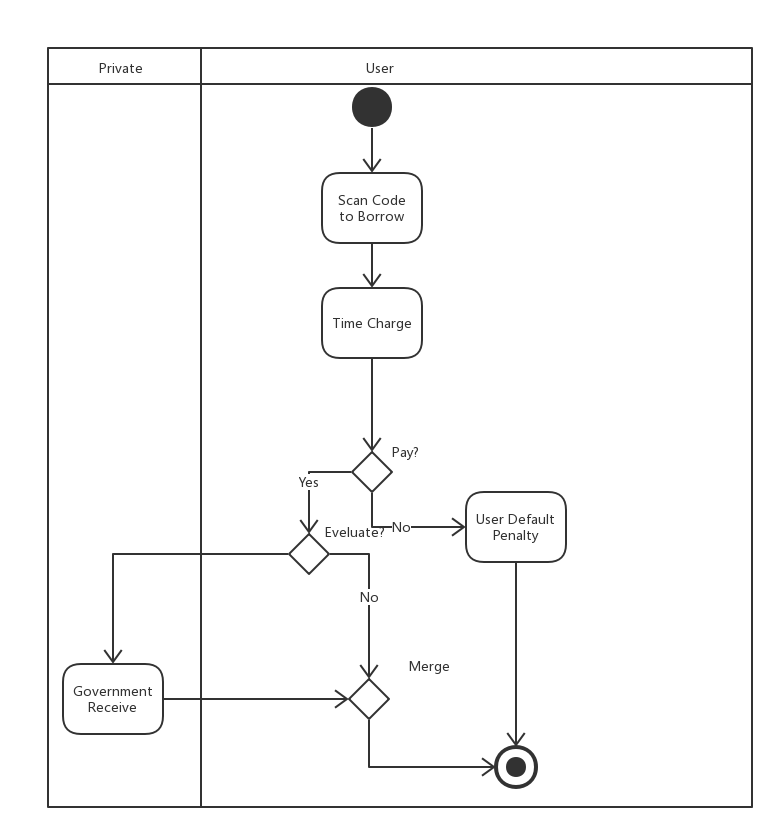 Private
User
Scan Code
to Borrow
Time Charge
Pay?
Yes
No
User Default
Penalty
Eveluate?
No
Merge
Government
Receive